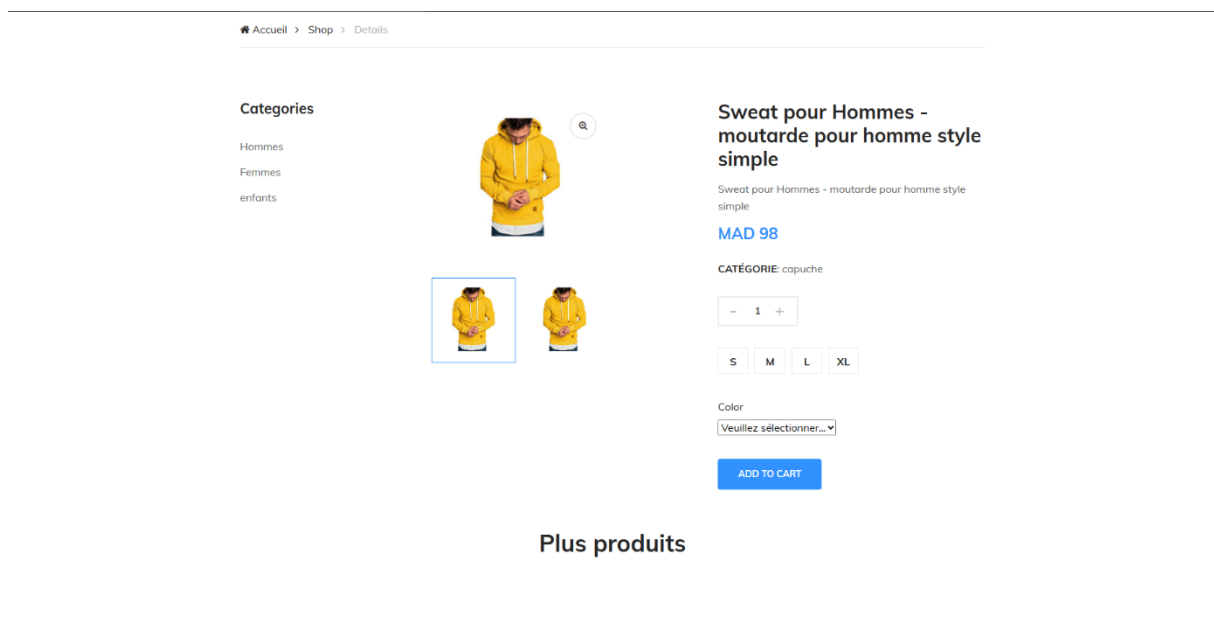 Accueil > Shop > Details
Categories
Hommes
Femmes
enfants
Sweat pour Hommes -
moutarde pour homme style
simple
Sweat pour Hommes - moutarde pour homme style
simple
MAD 98
CATÉGORIE: capuche
- 1 +
S M L XL
Color
Veuillez sélectionner...
ADD TO CART
Plus produits